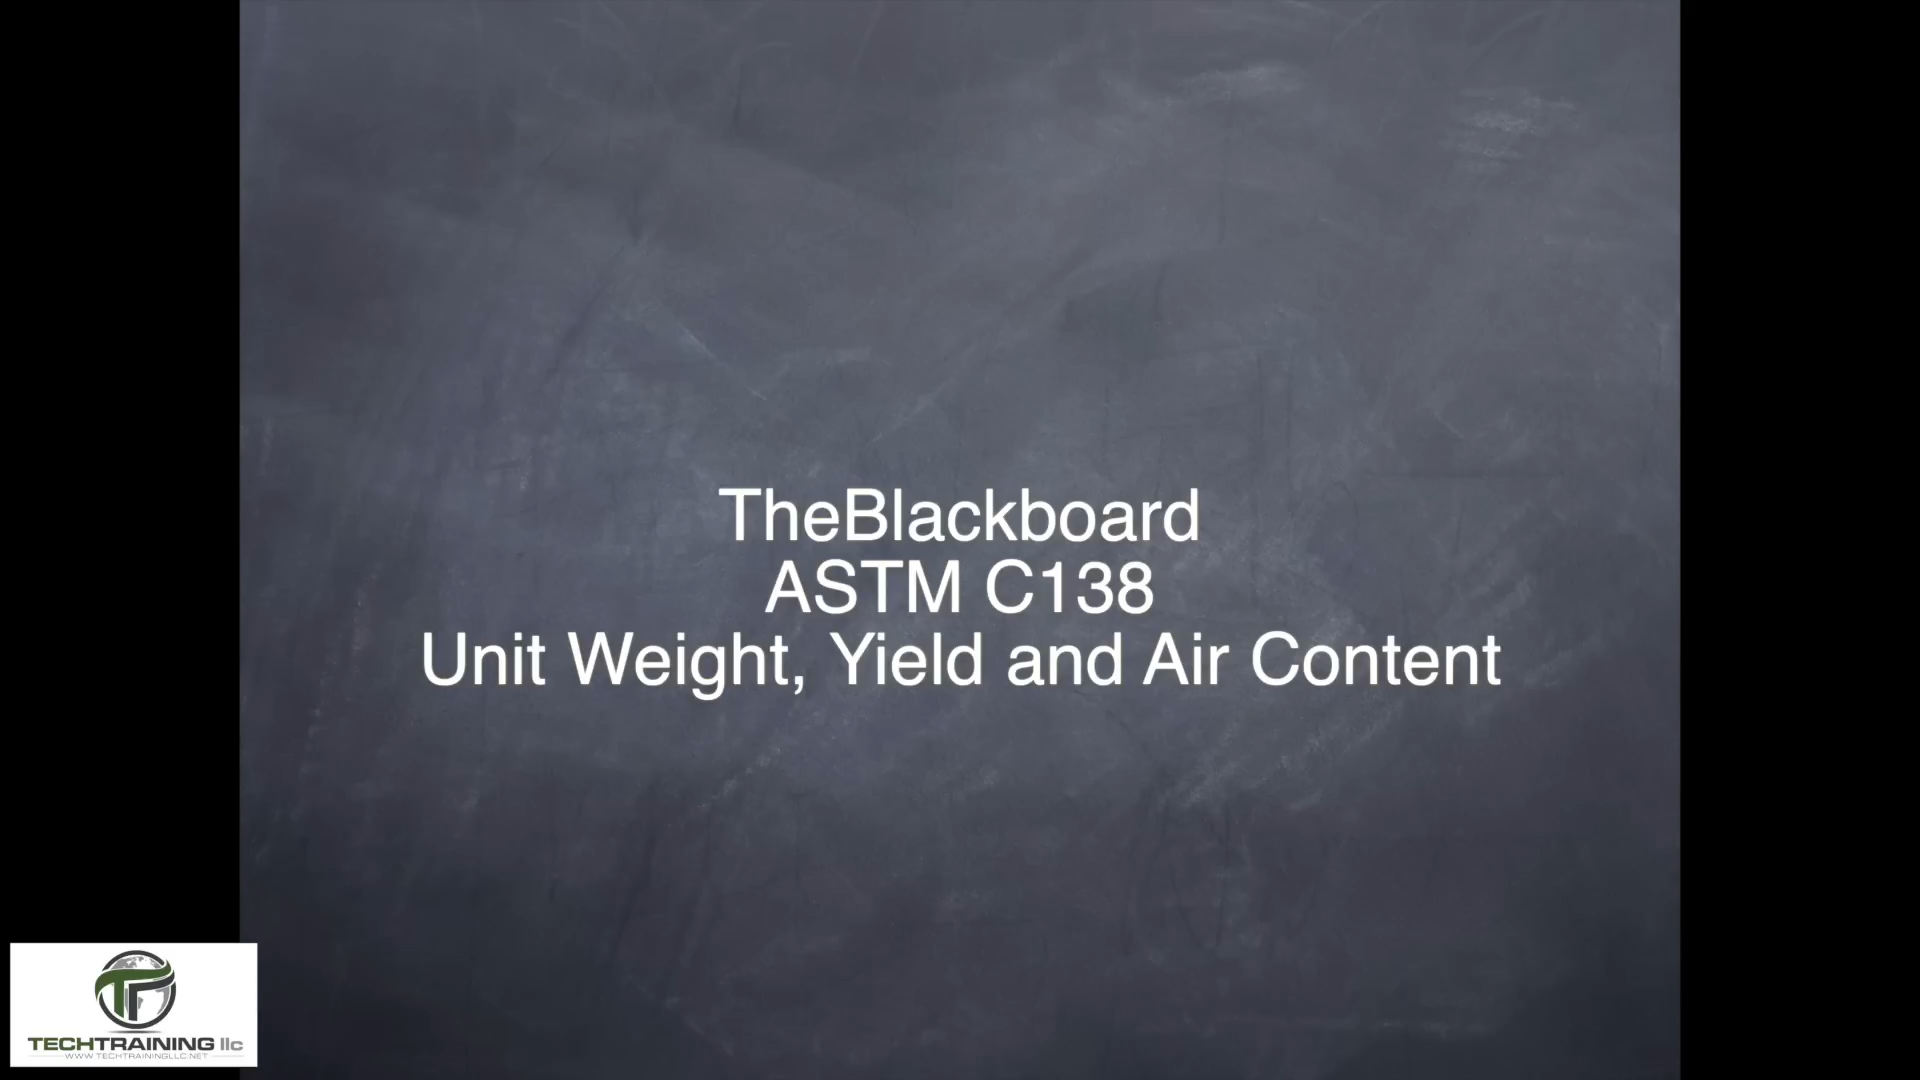 TheBlackboard
ASTM C138
Unit Weight, Yield and Air Content
TECHTRAINING llc
WWW.TECHTRAININGLLC.NET